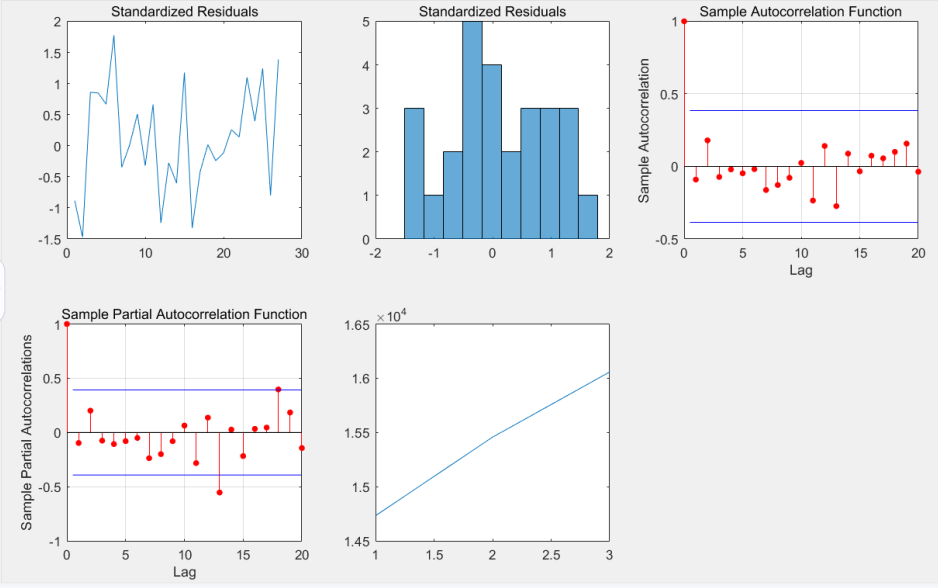 Standardized Residuals
2
1.5
1
0.5
0
-0.5
-1
-1.5
0 10 20 30
Standardized Residuals
5
4
3
2
1
0
-2 -1 0 1 2
Sample Autocorrelation Function
Sample Autocorrelation
1
0.5
0
-0.5
0 5 10 15 20
Lag
Sample Partial Autocorrelation Function
Sample Partial Autocorrelations
1
0.5
0
-0.5
-1
0 5 10 15 20
Lag
×10⁴
1.65
1.6
1.55
1.5
1.45
1 1.5 2 2.5 3